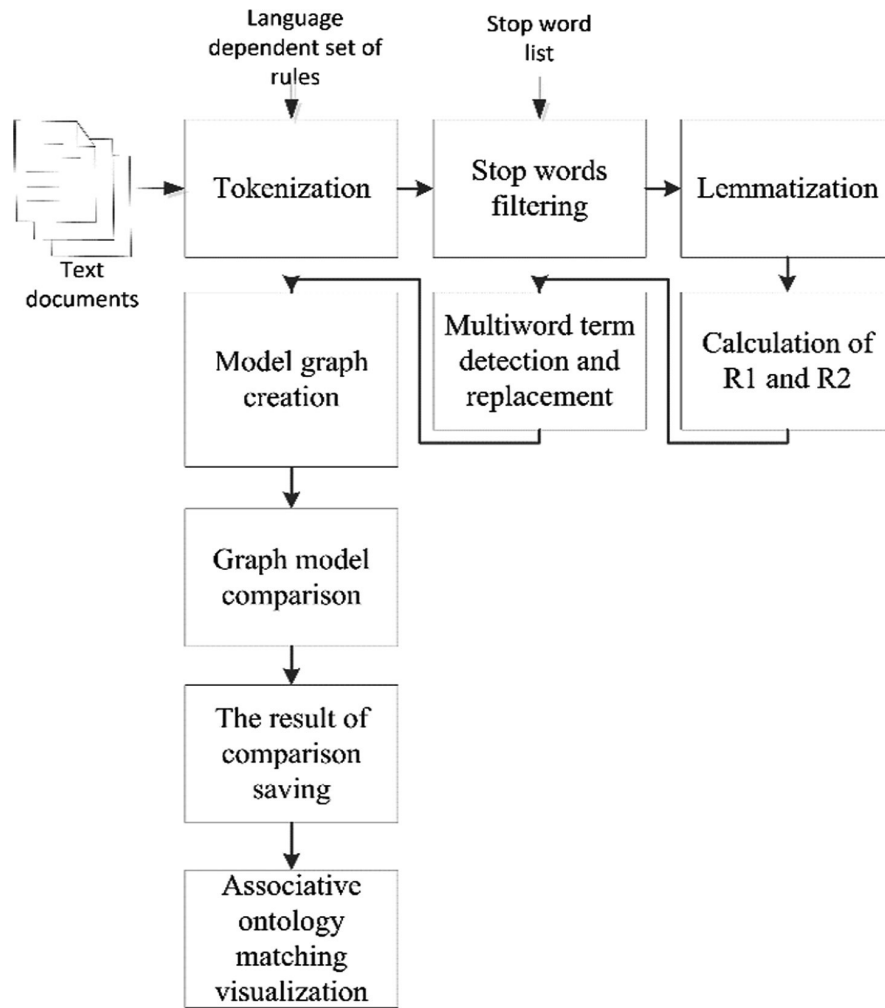 Language
dependent set of
rules
Stop word
list
Tokenization
Stop words
filtering
Lemmatization
Text
documents
Model graph
creation
Multiword term
detection and
replacement
Calculation of
R1 and R2
Graph model
comparison
The result of
comparison
saving
Associative
ontology
matching
visualization